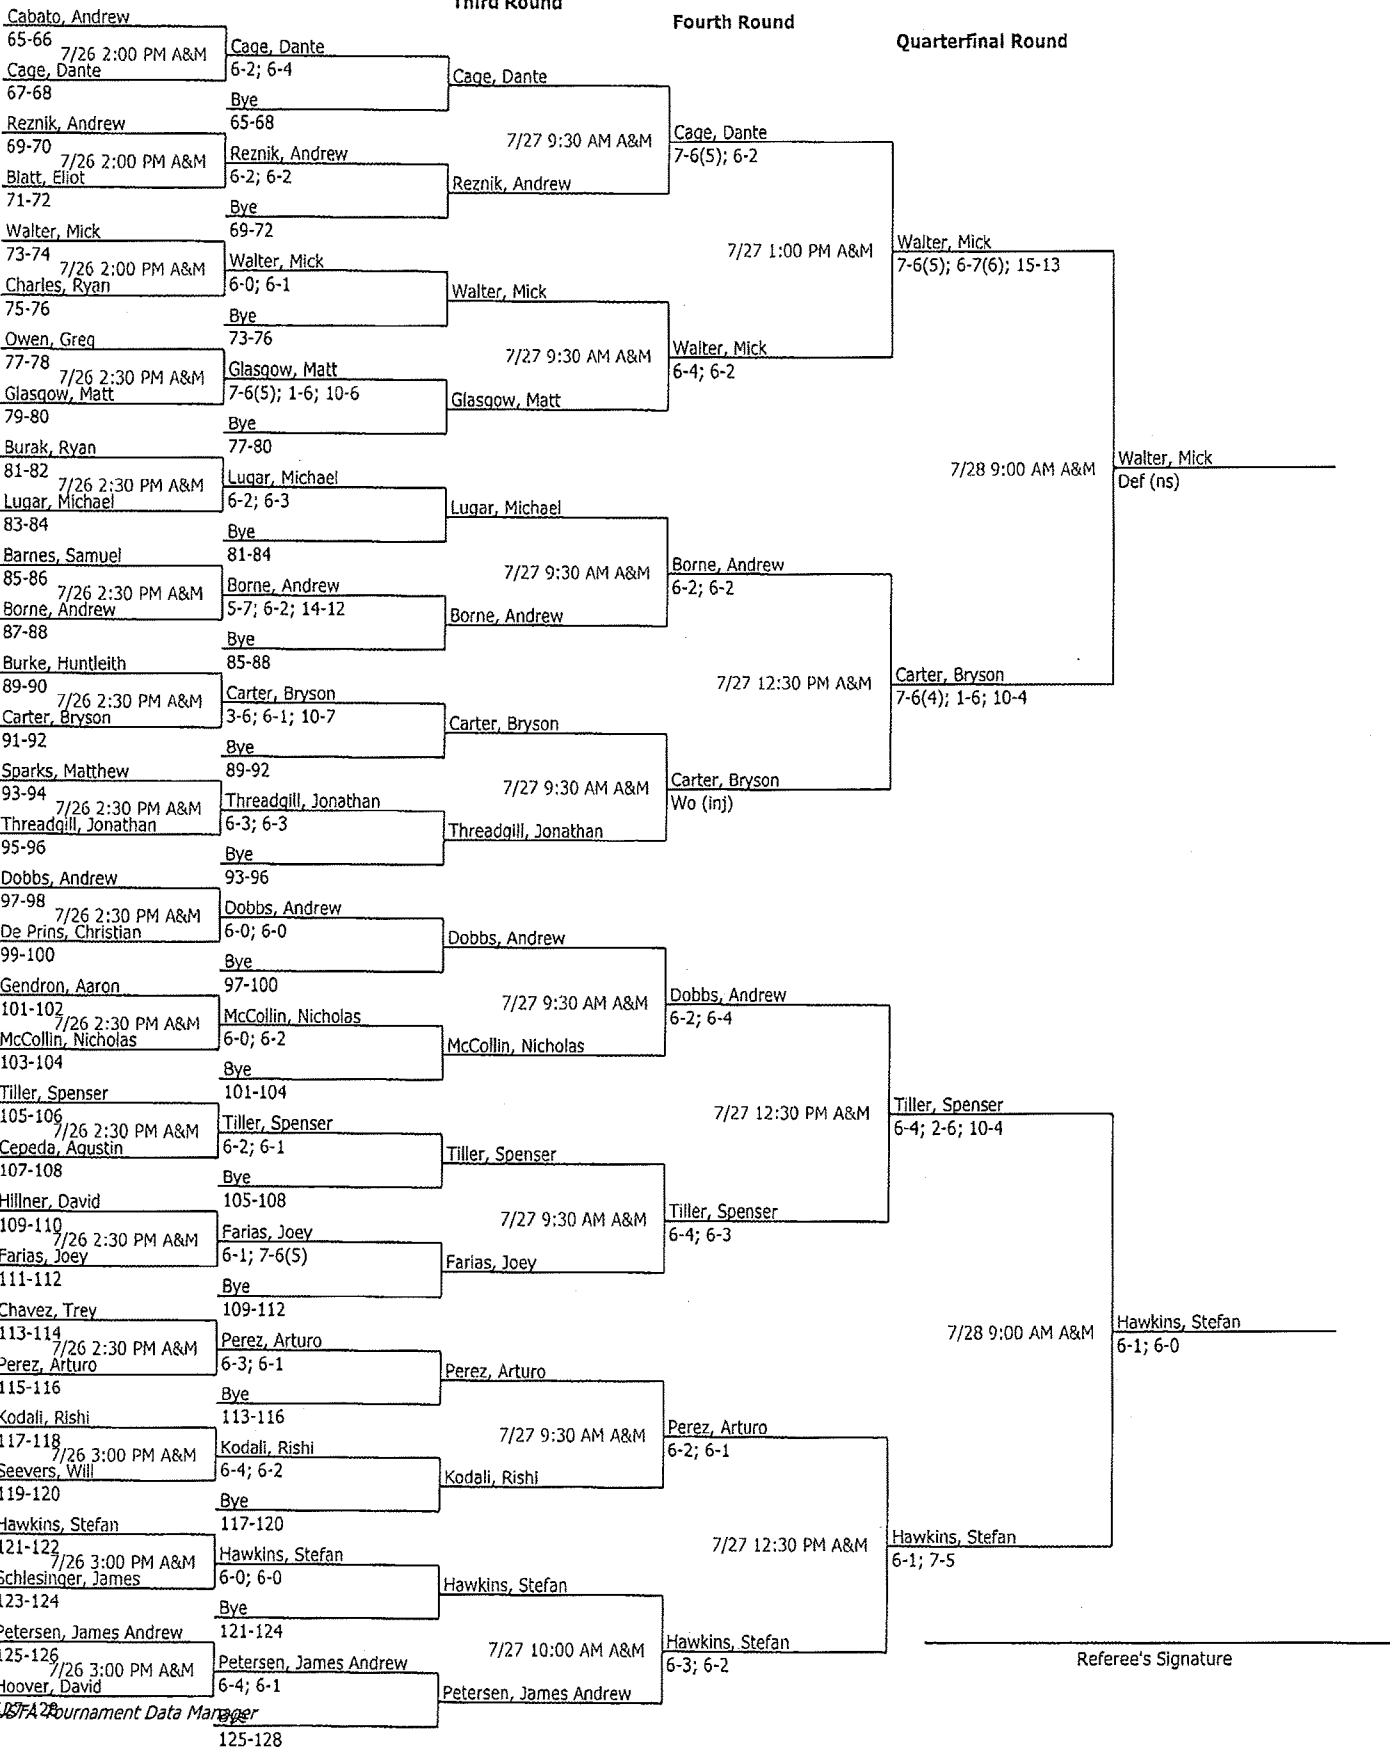 Third Round
Fourth Round
Quarterfinal Round
Cabato, Andrew
65-66
7/26 2:00 PM A&M
Cage, Dante
67-68
Cage, Dante
6-2; 6-4
Bye
65-68
Reznik, Andrew
69-70
7/26 2:00 PM A&M
Blatt, Eliot
71-72
Reznik, Andrew
6-2; 6-2
Bye
69-72
Cage, Dante
7/27 9:30 AM A&M
Reznik, Andrew
Cage, Dante
7-6(5); 6-2
Walter, Mick
73-74
7/26 2:00 PM A&M
Charles, Ryan
75-76
Walter, Mick
6-0; 6-1
Bye
73-76
Owen, Greg
77-78
7/26 2:30 PM A&M
Glasgow, Matt
79-80
Glasgow, Matt
7-6(5); 1-6; 10-6
Bye
77-80
Walter, Mick
7/27 9:30 AM A&M
Glasgow, Matt
Walter, Mick
6-4; 6-2
7/27 1:00 PM A&M
Walter, Mick
7-6(5); 6-7(6); 15-13
Burak, Ryan
81-82
7/26 2:30 PM A&M
Lugar, Michael
83-84
Lugar, Michael
6-2; 6-3
Bye
81-84
Barnes, Samuel
85-86
7/26 2:30 PM A&M
Borne, Andrew
87-88
Borne, Andrew
5-7; 6-2; 14-12
Bye
85-88
Lugar, Michael
7/27 9:30 AM A&M
Borne, Andrew
Borne, Andrew
6-2; 6-2
Burke, Huntleith
89-90
7/26 2:30 PM A&M
Carter, Bryson
91-92
Carter, Bryson
3-6; 6-1; 10-7
Bye
89-92
Sparks, Matthew
93-94
7/26 2:30 PM A&M
Threadgill, Jonathan
95-96
Threadgill, Jonathan
6-3; 6-3
Bye
93-96
Carter, Bryson
7/27 9:30 AM A&M
Threadgill, Jonathan
Carter, Bryson
Wo (inj)
7/27 12:30 PM A&M
Carter, Bryson
7-6(4); 1-6; 10-4
7/28 9:00 AM A&M
Walter, Mick
Def (ns)
Dobbs, Andrew
97-98
7/26 2:30 PM A&M
De Prins, Christian
99-100
Dobbs, Andrew
6-0; 6-0
Bye
97-100
Gendron, Aaron
101-102
7/26 2:30 PM A&M
McCollin, Nicholas
103-104
McCollin, Nicholas
6-0; 6-2
Bye
101-104
Dobbs, Andrew
7/27 9:30 AM A&M
McCollin, Nicholas
Dobbs, Andrew
6-2; 6-4
Tiller, Spenser
105-106
7/26 2:30 PM A&M
Cepeda, Agustin
107-108
Tiller, Spenser
6-2; 6-1
Bye
105-108
Hillner, David
109-110
7/26 2:30 PM A&M
Farias, Joey
111-112
Farias, Joey
6-1; 7-6(5)
Bye
109-112
Tiller, Spenser
7/27 9:30 AM A&M
Farias, Joey
Tiller, Spenser
6-4; 6-3
7/27 12:30 PM A&M
Tiller, Spenser
6-4; 2-6; 10-4
Chavez, Trey
113-114
7/26 2:30 PM A&M
Perez, Arturo
115-116
Perez, Arturo
6-3; 6-1
Bye
113-116
Kodali, Rishi
117-118
7/26 3:00 PM A&M
Seevers, Will
119-120
Kodali, Rishi
6-4; 6-2
Bye
117-120
Perez, Arturo
7/27 9:30 AM A&M
Kodali, Rishi
Perez, Arturo
6-2; 6-1
Hawkins, Stefan
121-122
7/26 3:00 PM A&M
Schlesinger, James
123-124
Hawkins, Stefan
6-0; 6-0
Bye
121-124
Petersen, James Andrew
125-126
7/26 3:00 PM A&M
Hoover, David
Petersen, James Andrew
6-4; 6-1
125-128
Hawkins, Stefan
7/27 10:00 AM A&M
Petersen, James Andrew
Hawkins, Stefan
6-3; 6-2
7/27 12:30 PM A&M
Hawkins, Stefan
6-1; 7-5
7/28 9:00 AM A&M
Hawkins, Stefan
6-1; 6-0
Referee's Signature
Tournament Data Manager